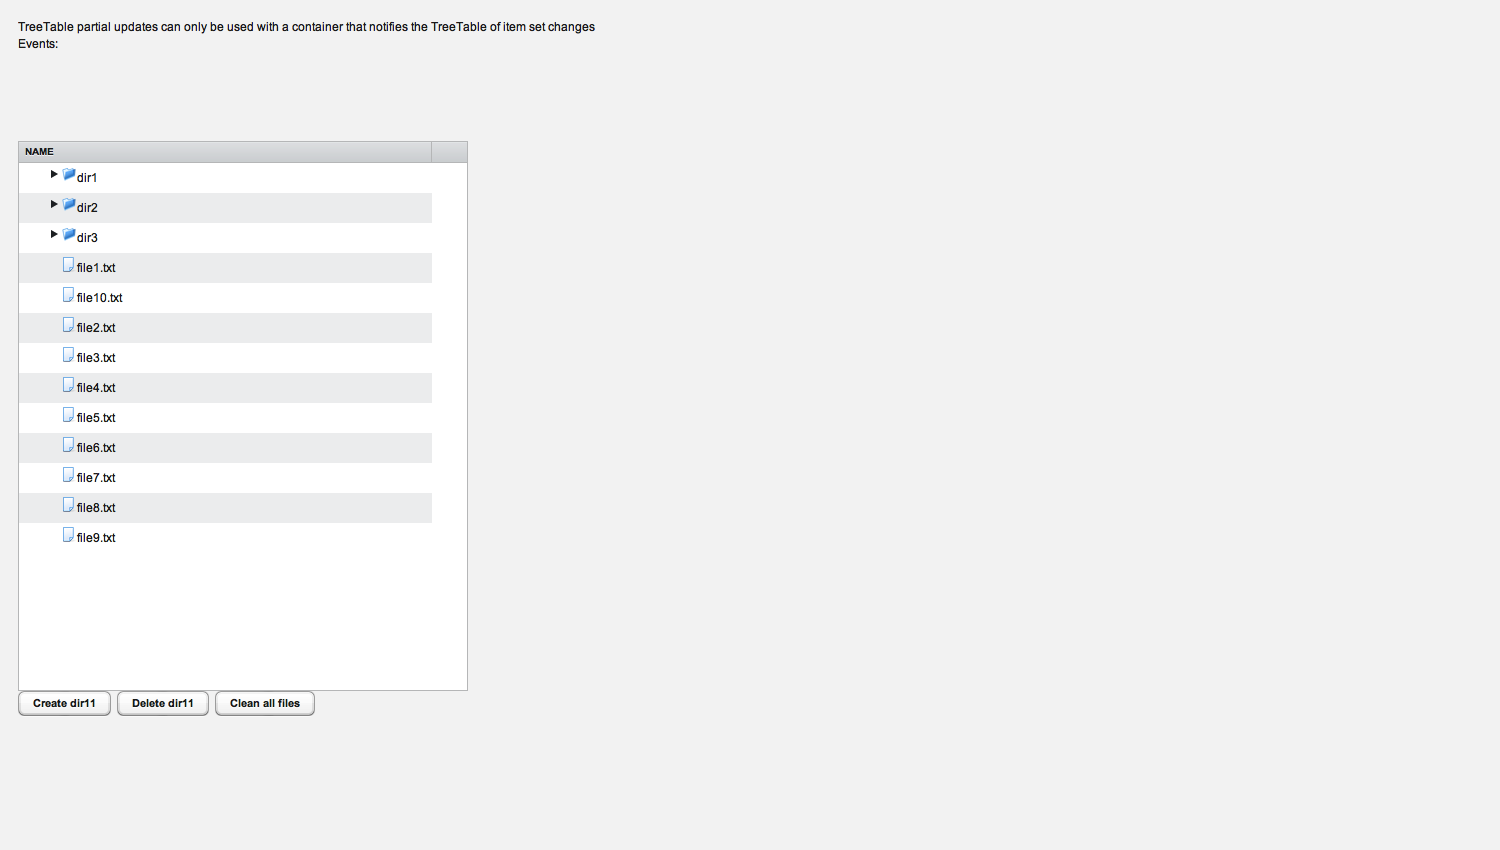 TreeTable partial updates can only be used with a container that notifies the TreeTable of item set changes
Events:
NAME
dir1
dir2
dir3
file1.txt
file10.txt
file2.txt
file3.txt
file4.txt
file5.txt
file6.txt
file7.txt
file8.txt
file9.txt
Create dir11 Delete dir11 Clean all files